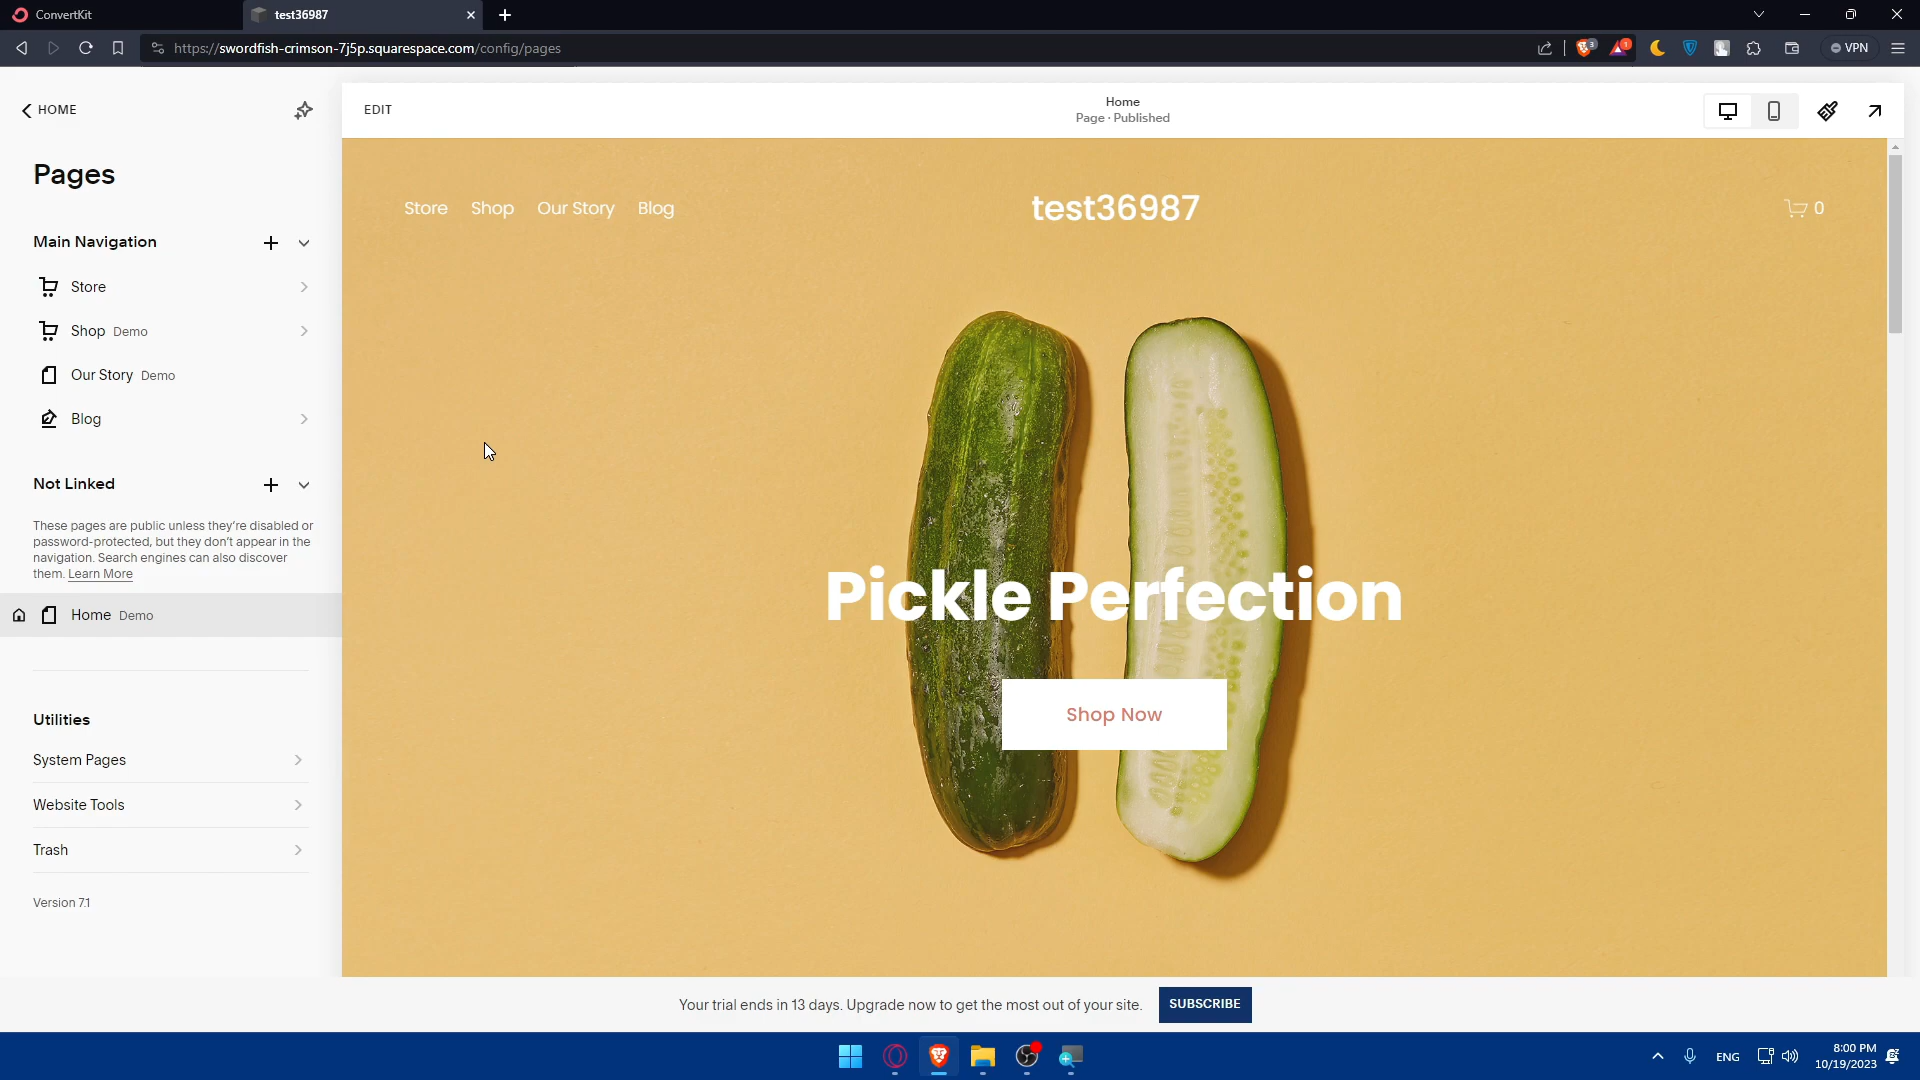 ConvertKit
test36987
https://swordfish-crimson-7j5p.squarespace.com/config/pages
3
1
VPN
HOME
EDIT
Home
Page · Published
Pages
Store
Shop
Our Story
Blog
test36987
0
Main Navigation
Store
Shop Demo
Our Story Demo
Blog
Not Linked
These pages are public unless they're disabled or
password-protected, but they don't appear in the
navigation. Search engines can also discover
them. Learn More
Home Demo
Pickle Perfection
Shop Now
Utilities
System Pages
Website Tools
Trash
Version 7.1
Your trial ends in 13 days. Upgrade now to get the most out of your site.
SUBSCRIBE
ENG
8:00 PM
10/19/2023